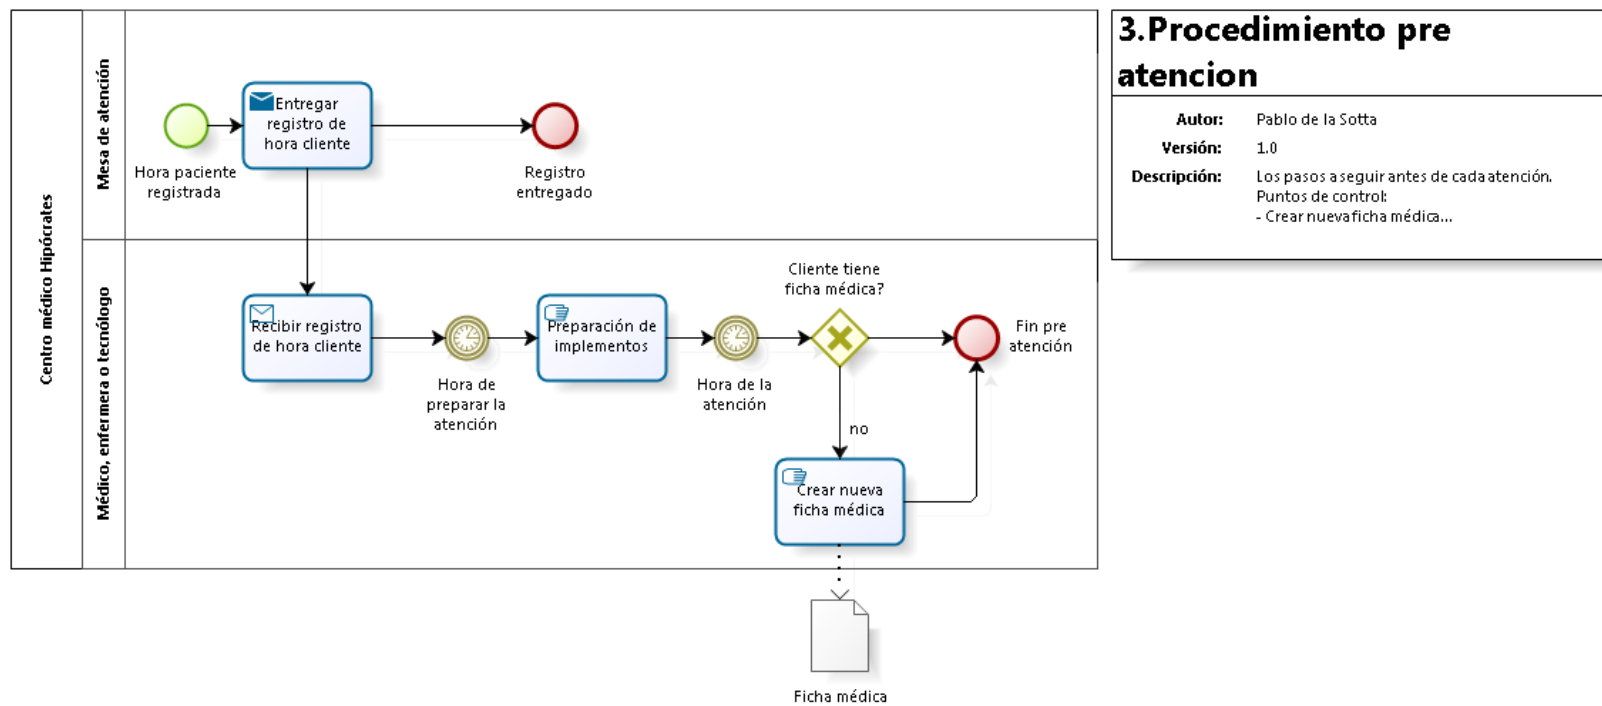 Centro médico Hipócrates
Mesa de atención
Hora paciente
registrada
Entregar
registro de
hora cliente
Registro
entregado
Médico, enfermera o tecnólogo
Recibir registro
de hora cliente
Hora de
preparar la
atención
Preparación de
implementos
Hora de la
atención
Cliente tiene
ficha médica?
no
Crear nueva
ficha médica
Fin pre
atención
Ficha médica
3.Procedimiento pre
atencion
Autor: Pablo de la Sotta
Versión: 1.0
Descripción: Los pasos a seguir antes de cada atención.
Puntos de control:
- Crear nueva ficha médica...